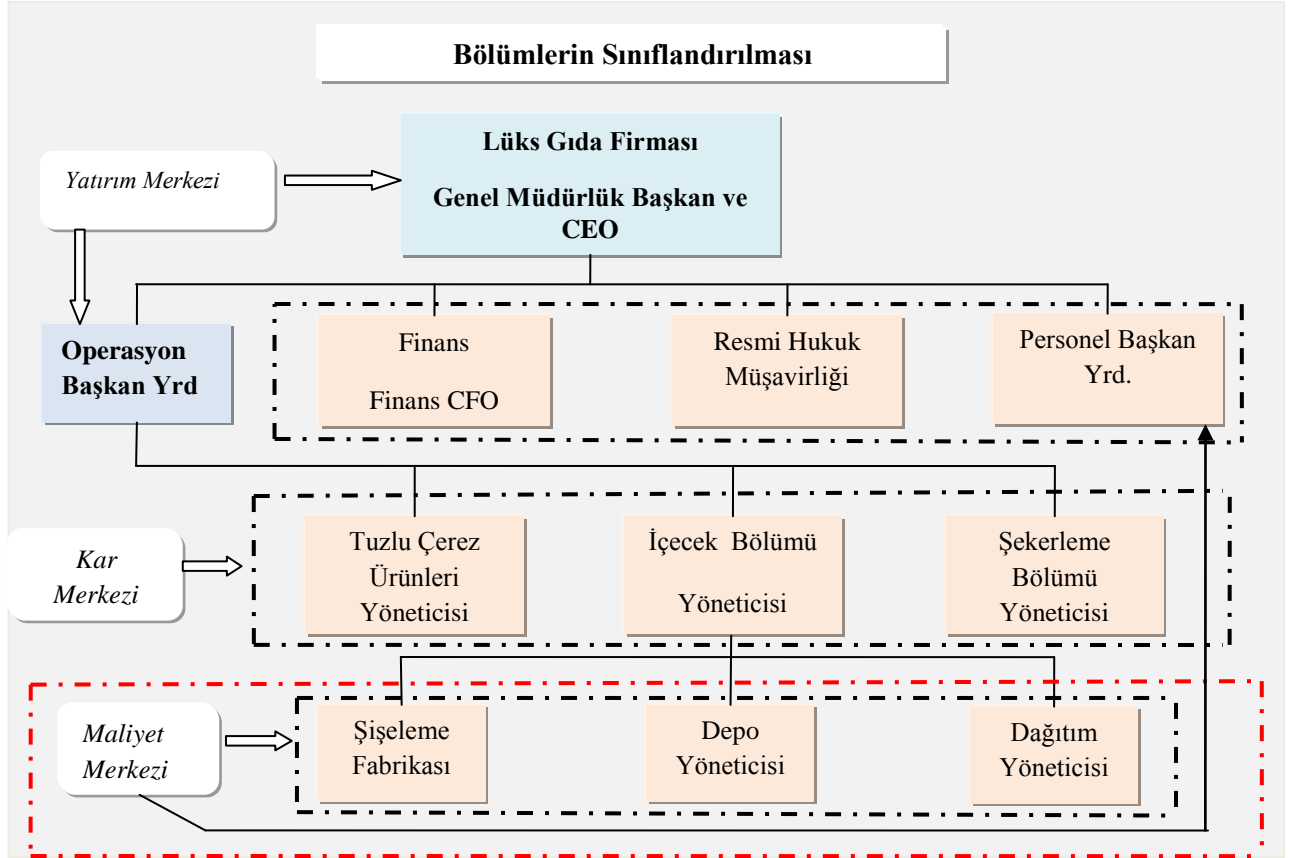 Bölümlerin Sınıflandırılması
Lüks Gıda Firması
Genel Müdürlük Başkan ve
CEO
Yatırım Merkezi
Operasyon
Başkan Yrd
Finans
Finans CFO
Resmi Hukuk
Müşavirliği
Personel Başkan
Yrd.
Kar
Merkezi
Tuzlu Çerez
Ürünleri
Yöneticisi
İçecek Bölümü
Yöneticisi
Şekerleme
Bölümü
Yöneticisi
Maliyet
Merkezi
Şişeleme
Fabrikası
Depo
Yöneticisi
Dağıtım
Yöneticisi